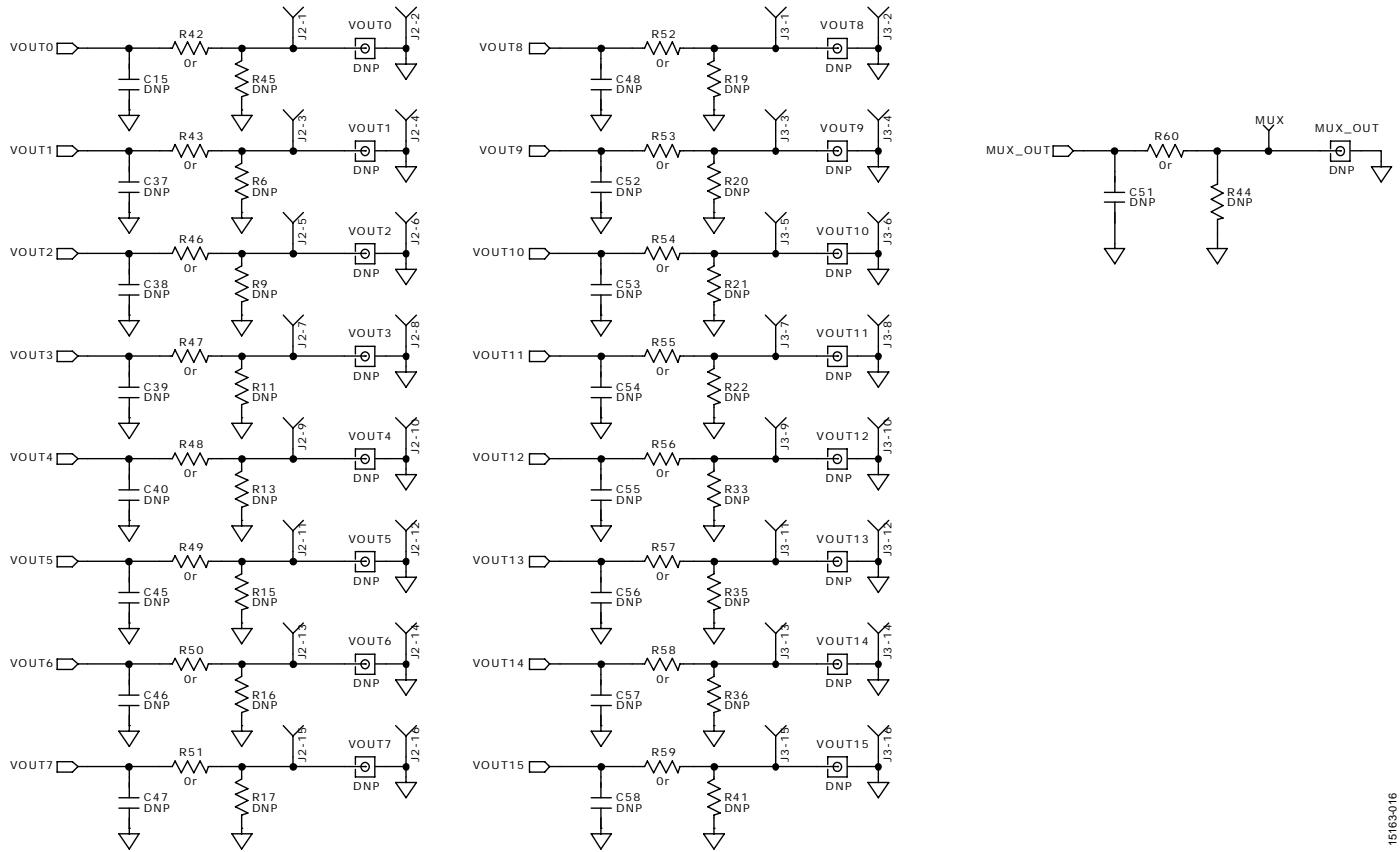 VOUT0
R42
0r
C15
DNP
R45
DNP
J2-1
VOUT0
DNP
J2-2
VOUT1
R43
0r
C37
DNP
R6
DNP
J2-3
VOUT1
DNP
J2-4
VOUT2
R46
0r
C38
DNP
R9
DNP
J2-5
VOUT2
DNP
J2-6
VOUT3
R47
0r
C39
DNP
R11
DNP
J2-7
VOUT3
DNP
J2-8
VOUT4
R48
0r
C40
DNP
R13
DNP
J2-9
VOUT4
DNP
J2-10
VOUT5
R49
0r
C45
DNP
R15
DNP
J2-11
VOUT5
DNP
J2-12
VOUT6
R50
0r
C46
DNP
R16
DNP
J2-13
VOUT6
DNP
J2-14
VOUT7
R51
0r
C47
DNP
R17
DNP
J2-15
VOUT7
DNP
J2-16
VOUT8
R52
0r
C48
DNP
R19
DNP
J3-1
VOUT8
DNP
J3-2
VOUT9
R53
0r
C52
DNP
R20
DNP
J3-3
VOUT9
DNP
J3-4
VOUT10
R54
0r
C53
DNP
R21
DNP
J3-5
VOUT10
DNP
J3-6
VOUT11
R55
0r
C54
DNP
R22
DNP
J3-7
VOUT11
DNP
J3-8
VOUT12
R56
0r
C55
DNP
R33
DNP
J3-9
VOUT12
DNP
J3-10
VOUT13
R57
0r
C56
DNP
R35
DNP
J3-11
VOUT13
DNP
J3-12
VOUT14
R58
0r
C57
DNP
R36
DNP
J3-13
VOUT14
DNP
J3-14
VOUT15
R59
0r
C58
DNP
R41
DNP
J3-15
VOUT15
DNP
J3-16
MUX_OUT
R60
0r
C51
DNP
R44
DNP
MUX
MUX_OUT
DNP
15163-016